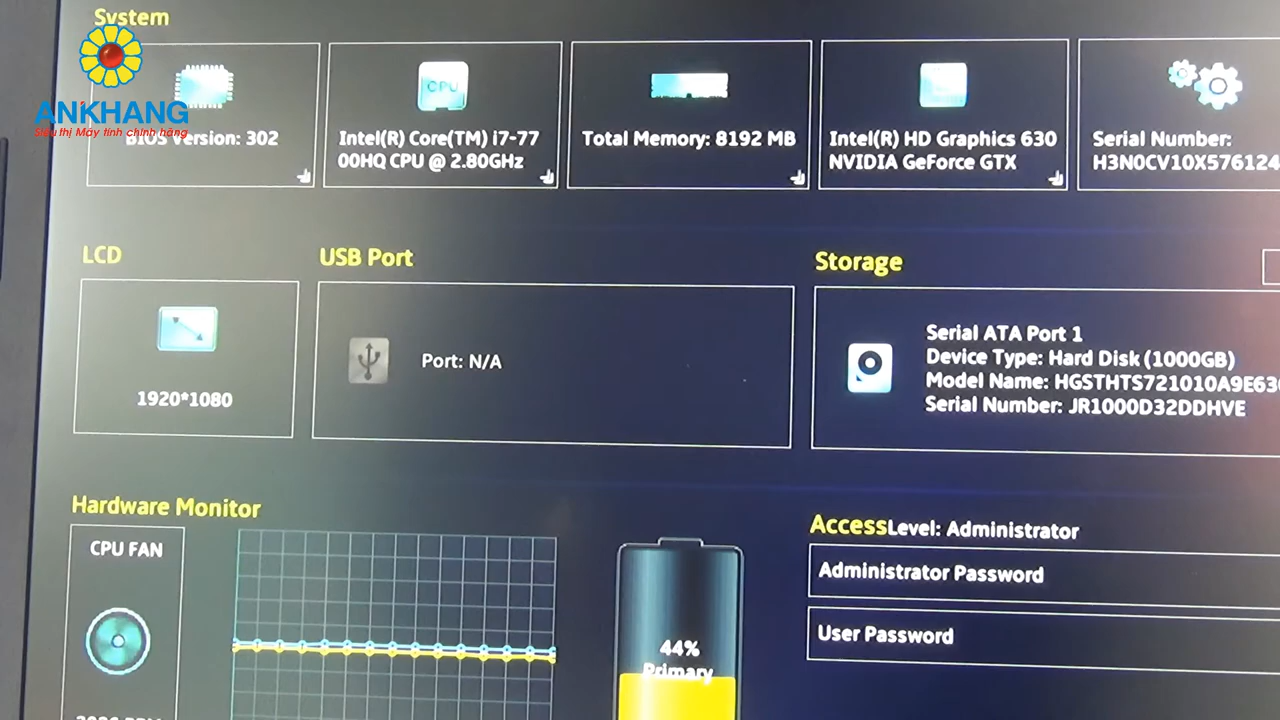 System
ANKHANG
Siêu thị Máy tính chính hãng
BIOS Version: 302
Intel(R) Core(TM) i7-77
00HQ CPU @ 2.80GHz
CPU
Total Memory: 8192 MB
Intel(R) HD Graphics 630
NVIDIA GeForce GTX
Serial Number:
H3N0CV10X576124
LCD
1920*1080
USB Port
Port: N/A
Storage
Serial ATA Port 1
Device Type: Hard Disk (1000GB)
Model Name: HGSTHTS721010A9E630
Serial Number: JR1000D32DDHVE
Hardware Monitor
CPU FAN
44%
Primary
AccessLevel: Administrator
Administrator Password
User Password